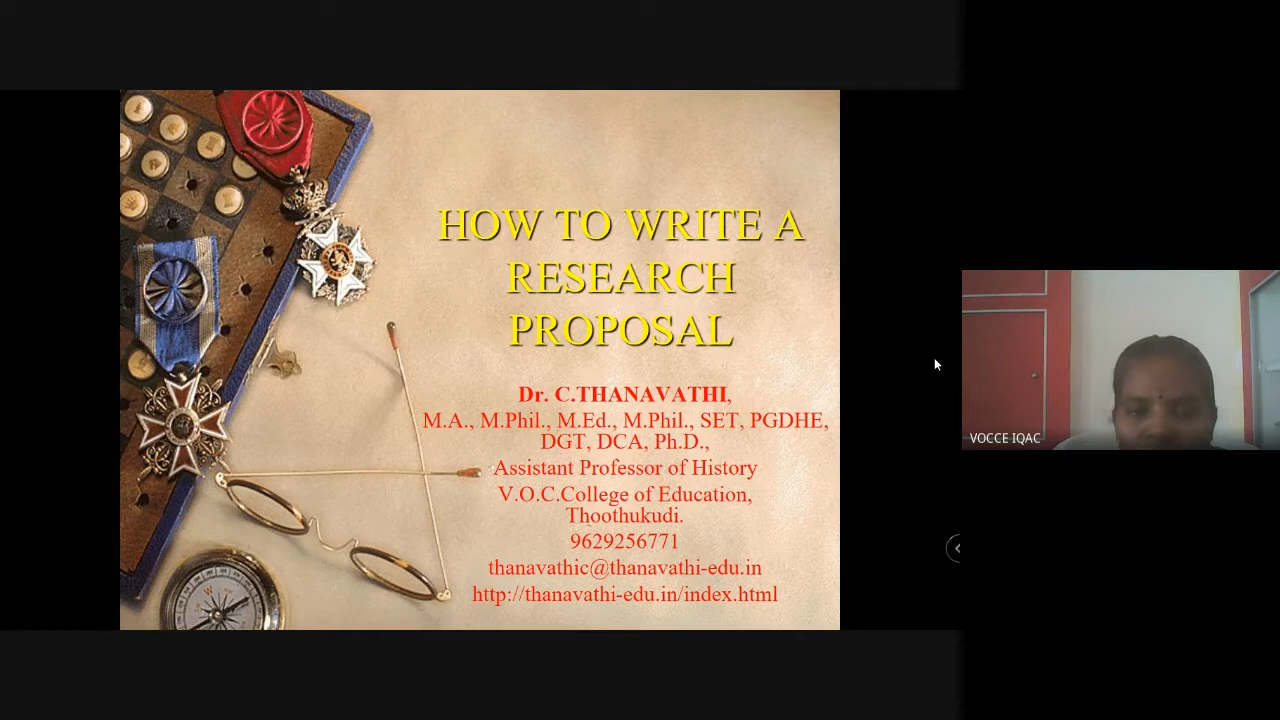 HOW TO WRITE A
RESEARCH
PROPOSAL
Dr. C.THANAVATHI,
M.A., M.Phil., M.Ed., M.Phil., SET, PGDHE,
DGT, DCA, Ph.D.,
Assistant Professor of History
V.O.C.College of Education,
Thoothukudi.
9629256771
thanavathic@thanavathi-edu.in
http://thanavathi-edu.in/index.html
VOCCE IQAC